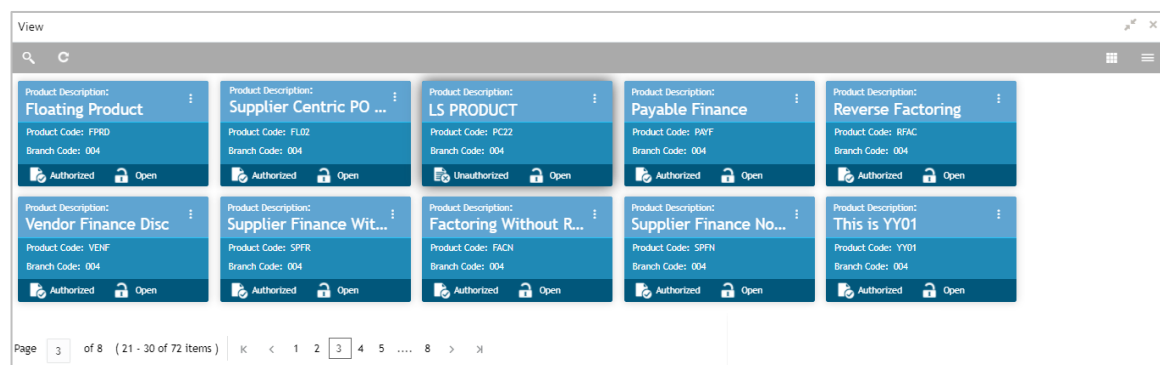 View
Product Description:
Floating Product
Product Code: FPRD
Branch Code: 004
Authorized Open
Product Description:
Supplier Centric PO ...
Product Code: FL02
Branch Code: 004
Authorized Open
Product Description:
LS PRODUCT
Product Code: PC22
Branch Code: 004
Unauthorized Open
Product Description:
Payable Finance
Product Code: PAYF
Branch Code: 004
Authorized Open
Product Description:
Reverse Factoring
Product Code: RFAC
Branch Code: 004
Authorized Open
Product Description:
Vendor Finance Disc
Product Code: VENF
Branch Code: 004
Authorized Open
Product Description:
Supplier Finance Wit...
Product Code: SPFR
Branch Code: 004
Authorized Open
Product Description:
Factoring Without R...
Product Code: FACN
Branch Code: 004
Authorized Open
Product Description:
Supplier Finance No...
Product Code: SPFN
Branch Code: 004
Authorized Open
Product Description:
This is YY01
Product Code: YY01
Branch Code: 004
Authorized Open
Page 3 of 8 ( 21 - 30 of 72 items ) 1 2 3 4 5 .... 8